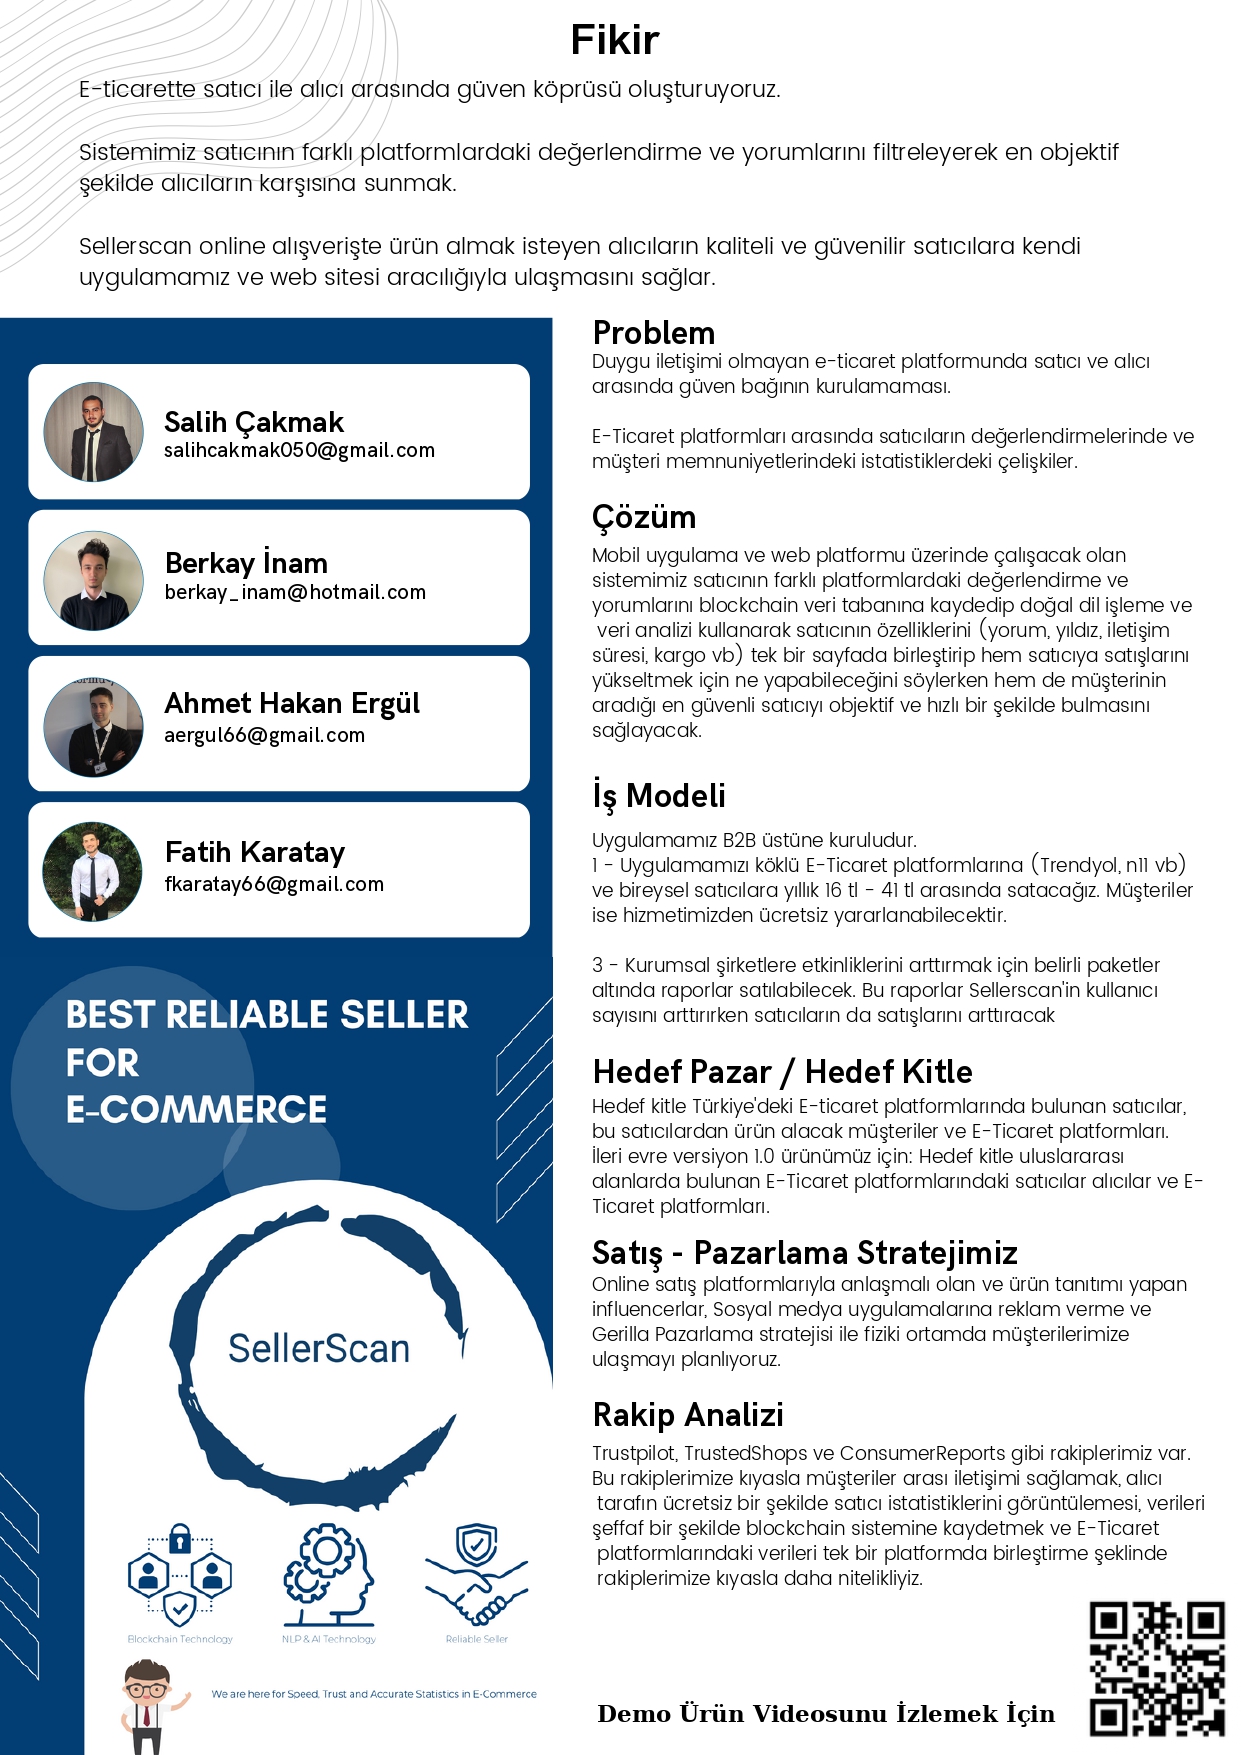 Fikir
E-ticarette satıcı ile alıcı arasında güven köprüsü oluşturuyoruz.
Sistemimiz satıcının farklı platformlardaki değerlendirme ve yorumlarını filtreleyerek en objektif
şekilde alıcıların karşısına sunmak.
Sellerscan online alışverişte ürün almak isteyen alıcıların kaliteli ve güvenilir satıcılara kendi
uygulamamız ve web sitesi aracılığıyla ulaşmasını sağlar.
Salih Çakmak
salihcakmak050@gmail.com
Berkay İnam
berkay_inam@hotmail.com
Ahmet Hakan Ergül
aergul66@gmail.com
Fatih Karatay
fkaratay66@gmail.com
BEST RELIABLE SELLER
FOR
E-COMMERCE
SellerScan
Blockchain Technology
NLP & AI Technology
Reliable Seller
We are here for Speed, Trust and Accurate Statistics in E-Commerce
Problem
Duygu iletişimi olmayan e-ticaret platformunda satıcı ve alıcı
arasında güven bağının kurulamaması.
E-Ticaret platformları arasında satıcıların değerlendirmelerinde ve
müşteri memnuniyetlerindeki istatistiklerdeki çelişkiler.
Çözüm
Mobil uygulama ve web platformu üzerinde çalışacak olan
sistemimiz satıcının farklı platformlardaki değerlendirme ve
yorumlarını blockchain veri tabanına kaydedip doğal dil işleme ve
veri analizi kullanarak satıcının özelliklerini (yorum, yıldız, iletişim
süresi, kargo vb) tek bir sayfada birleştirip hem satıcıya satışlarını
yükseltmek için ne yapabileceğini söylerken hem de müşterinin
aradığı en güvenli satıcıyı objektif ve hızlı bir şekilde bulmasını
sağlayacak.
İş Modeli
Uygulamamız B2B üstüne kuruludur.
1 - Uygulamamızı köklü E-Ticaret platformlarına (Trendyol, n11 vb)
ve bireysel satıcılara yıllık 16 tl - 41 tl arasında satacağız. Müşteriler
ise hizmetimizden ücretsiz yararlanabilecektir.
3 - Kurumsal şirketlere etkinliklerini arttırmak için belirli paketler
altında raporlar satılabilecek. Bu raporlar Sellerscan'in kullanıcı
sayısını arttırırken satıcıların da satışlarını arttıracak
Hedef Pazar / Hedef Kitle
Hedef kitle Türkiye'deki E-ticaret platformlarında bulunan satıcılar,
bu satıcılardan ürün alacak müşteriler ve E-Ticaret platformları.
İleri evre versiyon 1.0 ürünümüz için: Hedef kitle uluslararası
alanlarda bulunan E-Ticaret platformlarındaki satıcılar alıcılar ve E-
Ticaret platformları.
Satış - Pazarlama Stratejimiz
Online satış platformlarıyla anlaşmalı olan ve ürün tanıtımı yapan
influencerlar, Sosyal medya uygulamalarına reklam verme ve
Gerilla Pazarlama stratejisi ile fiziki ortamda müşterilerimize
ulaşmayı planlıyoruz.
Rakip Analizi
Trustpilot, TrustedShops ve ConsumerReports gibi rakiplerimiz var.
Bu rakiplerimize kıyasla müşteriler arası iletişimi sağlamak, alıcı
tarafın ücretsiz bir şekilde satıcı istatistiklerini görüntülemesi, verileri
şeffaf bir şekilde blockchain sistemine kaydetmek ve E-Ticaret
platformlarındaki verileri tek bir platformda birleştirme şeklinde
rakiplerimize kıyasla daha nitelikliyiz.
Demo Ürün Videosunu İzlemek İçin